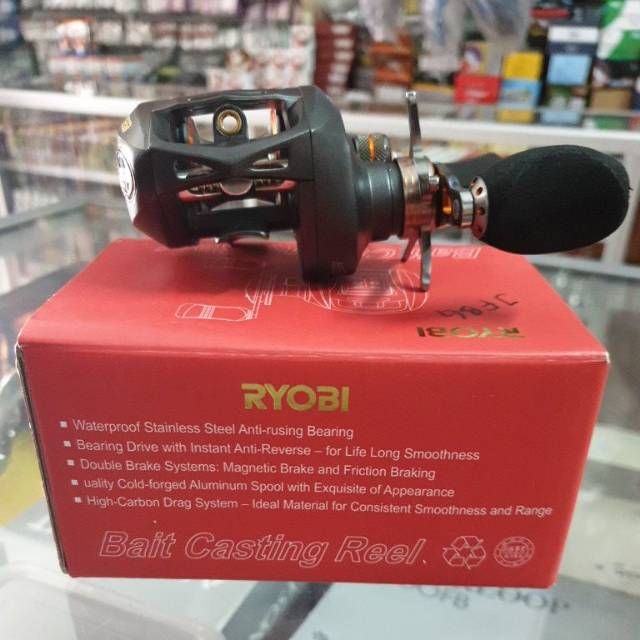 RYOBI
RYOBI
RYOBI
Waterproof Stainless Steel Anti-rusing Bearing
Bearing Drive with Instant Anti-Reverse – for Life Long Smoothness
Double Brake Systems: Magnetic Brake and Friction Braking
uality Cold-forged Aluminum Spool with Exquisite of Appearance
High-Carbon Drag System – Ideal Material for Consistent Smoothness and Range
Bait Casting Reel